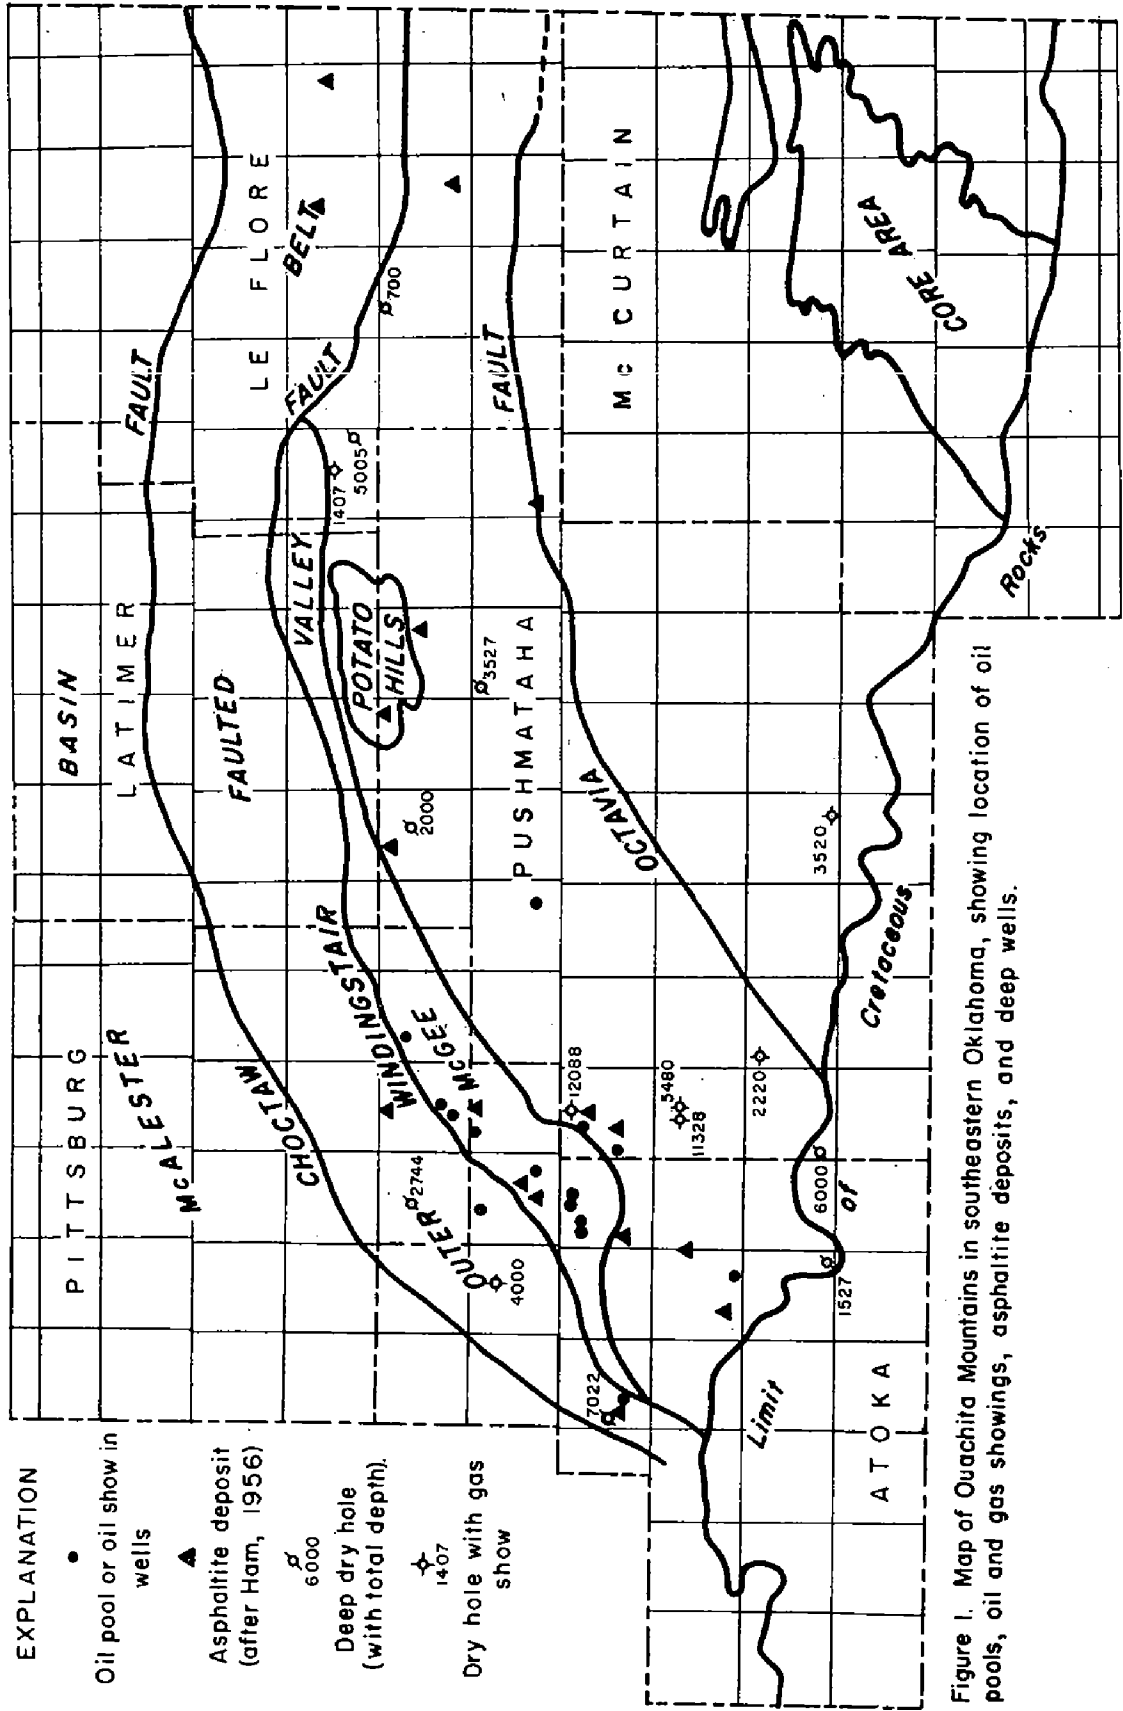 EXPLANATION
Oil pool or oil show in
wells
Asphaltite deposit
(after Ham, 1956)
6000
Deep dry hole
(with total depth).
1407
Dry hole with gas
show
PITTSBURG
McALESTER
BASIN
LATIMER
LE FLORE
CHOCTAW
FAULT
FAULTED
BELT
OUTER
WINDINGSTAIR
FAULT
McGEE
VALLEY
POTATO
HILLS
PUSHMATAHA
OCTAVIA
FAULT
McCURTAIN
CORE AREA
ATOKA
Limit
of
Cretaceous
Rocks
700
1407
5005
3527
2000
2744
4000
7022
12088
5480
11328
2220
6000
1527
3520
Figure 1. Map of Ouachita Mountains in southeastern Oklahoma, showing location of oil
pools, oil and gas showings, asphaltite deposits, and deep wells.